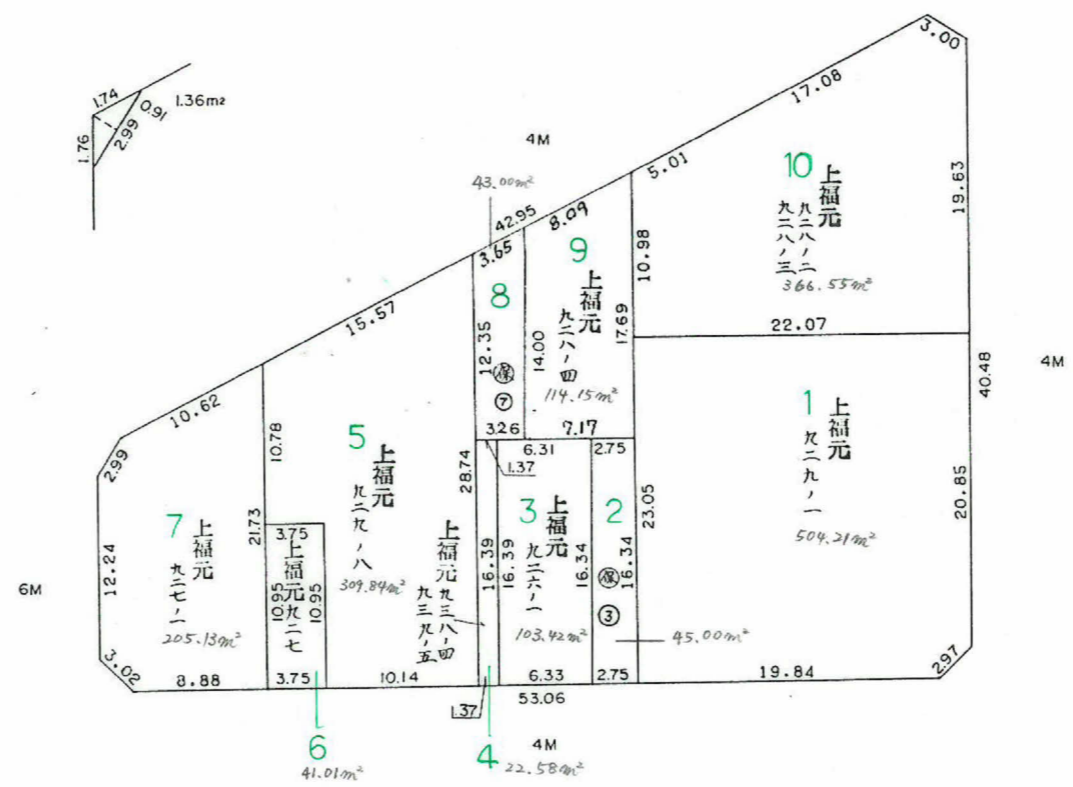 1.74
0.91
1.36m2
1.76
2.99
4M
3.00
17.08
5.01
43.00m²
42.95
8.09
3.65
15.57
10.62
2.99
10
上福元
九二八ノ二
九二八ノ三
366.55m²
19.63
10.98
22.07
9
上福元
九二八ノ四
114.15m²
17.69
14.00
7.17
8
12.35
保
⑦
3.26
4M
40.48
1
上福元
九二九ノ一
504.21m²
20.85
23.05
19.84
2.97
6.31
2.75
1.37
2
保
③
16.34
45.00m²
2.75
3
上福元
九二六ノ一
103.42m²
16.39
16.34
6.33
16.39
上福元九三八ノ四
九三九ノ五
1.37
4
22.58m²
5
上福元
九二九ノ八
309.84m²
10.78
28.74
10.14
3.75
上福元九二七
10.95
10.95
3.75
6
41.01m²
7
上福元
九二七ノ一
205.13m²
21.73
12.24
6M
3.02
8.88
53.06
4M